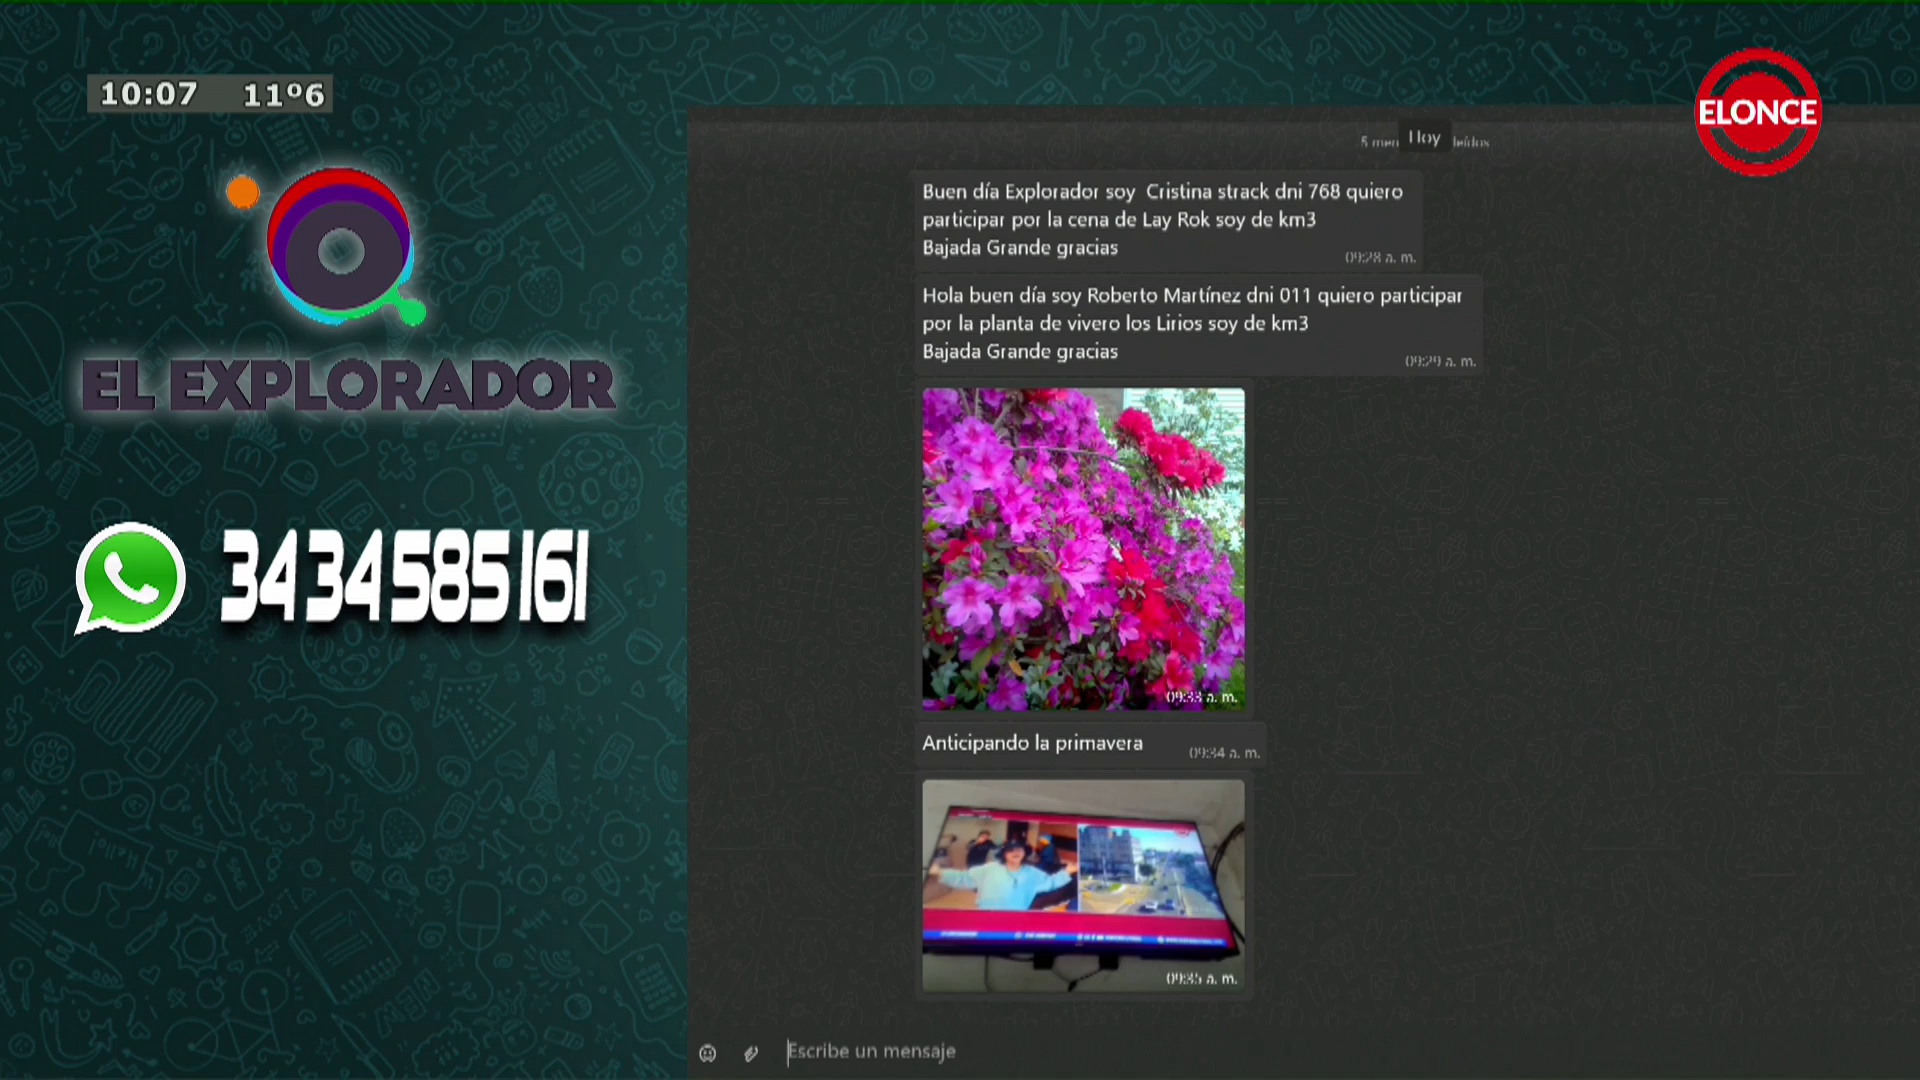 10:07 11º6
ELONCE
EL EXPLORADOR
3434585161
Hoy
Buen día Explorador soy Cristina strack dni 768 quiero
participar por la cena de Lay Rok soy de km3
Bajada Grande gracias
09:28 a. m.
Hola buen día soy Roberto Martínez dni 011 quiero participar
por la planta de vivero los Lirios soy de km3
Bajada Grande gracias
09:29 a. m.
09:33 a. m.
Anticipando la primavera
09:34 a. m.
09:35 a. m.
Escribe un mensaje